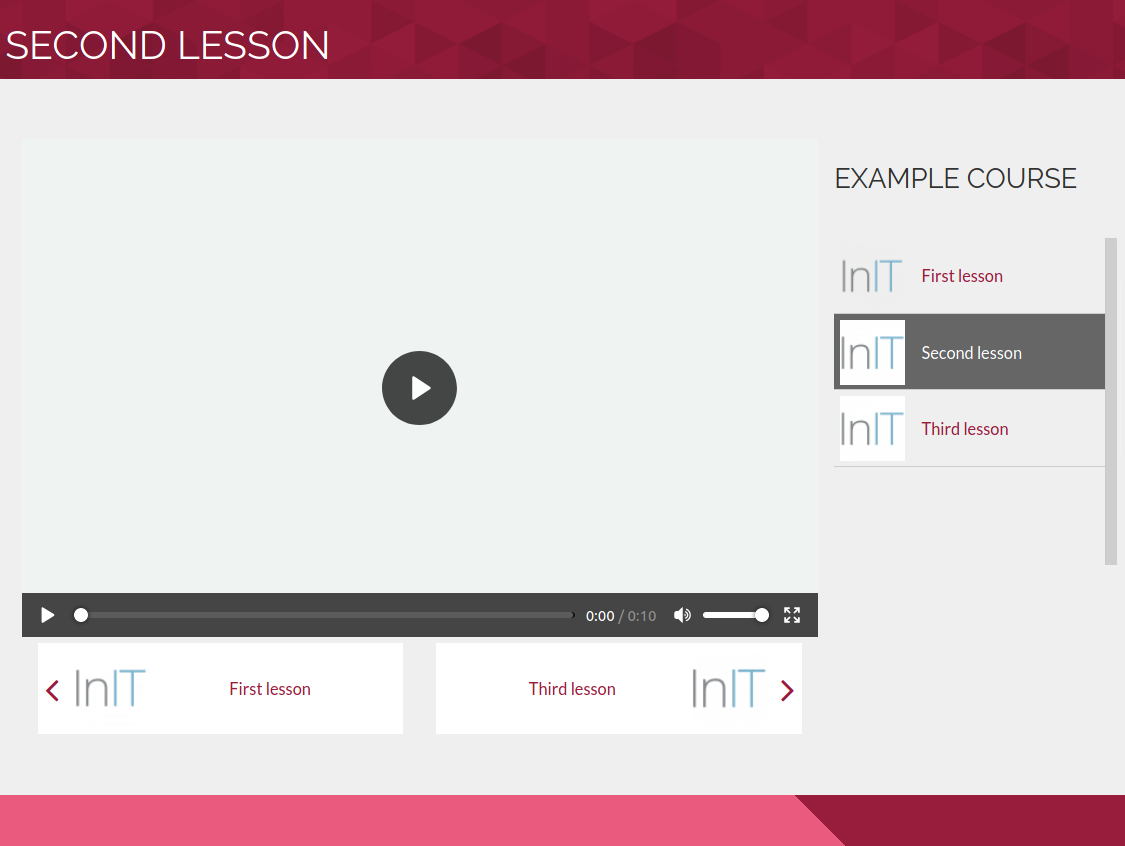 SECOND LESSON
EXAMPLE COURSE
InIT First lesson
InIT Second lesson
InIT Third lesson
0:00 / 0:10
InIT First lesson
Third lesson InIT